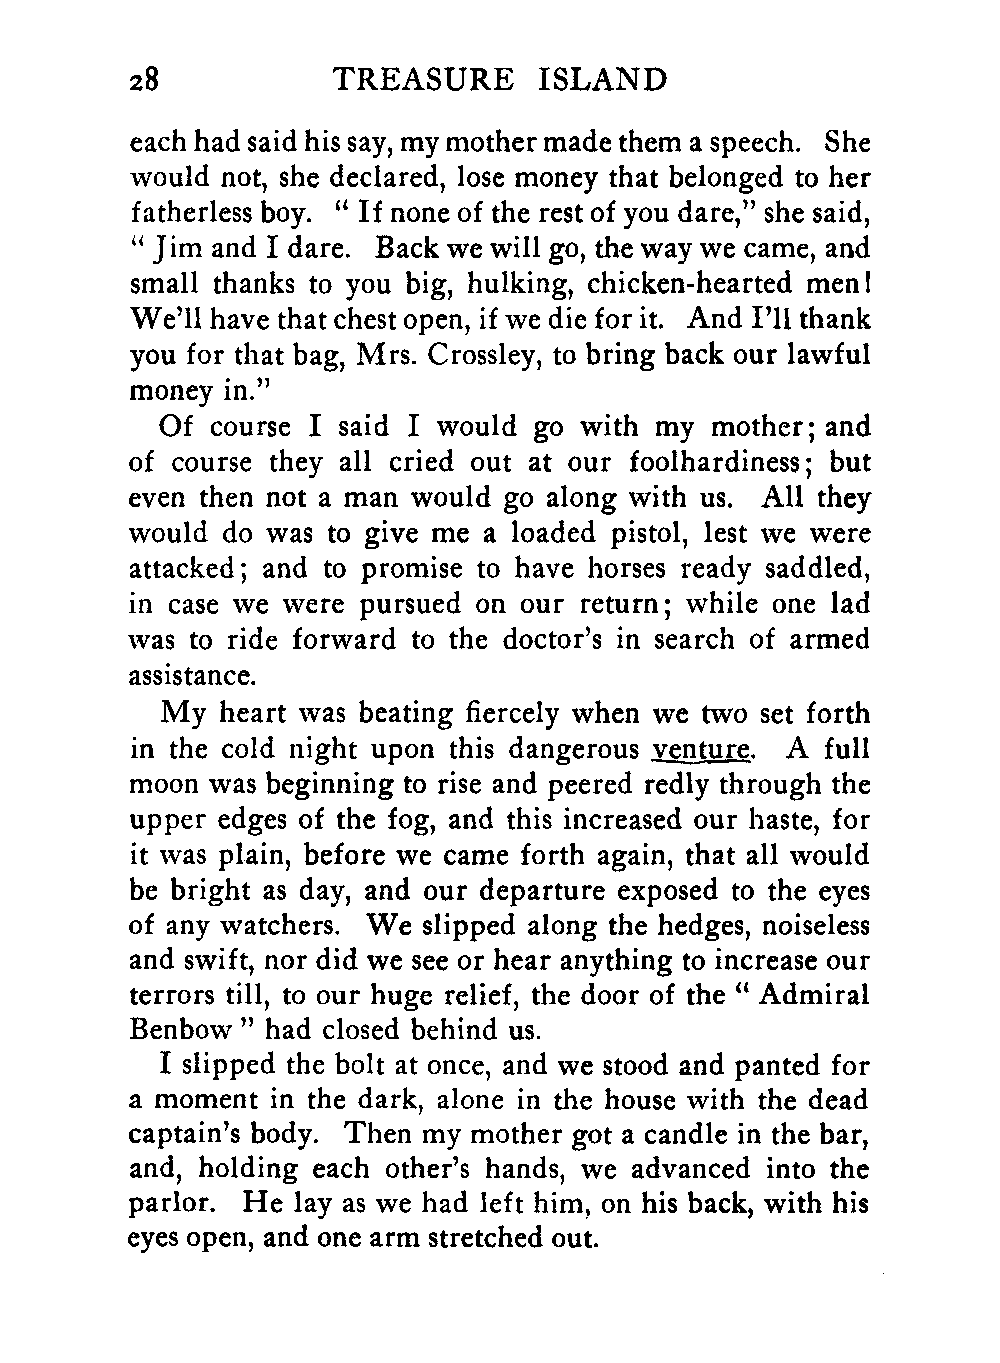 28 TREASURE ISLAND
each had said his say, my mother made them a speech. She
would not, she declared, lose money that belonged to her
fatherless boy. “ If none of the rest of you dare,” she said,
“ Jim and I dare. Back we will go, the way we came, and
small thanks to you big, hulking, chicken-hearted men!
We’ll have that chest open, if we die for it. And I’ll thank
you for that bag, Mrs. Crossley, to bring back our lawful
money in.”
Of course I said I would go with my mother; and
of course they all cried out at our foolhardiness; but
even then not a man would go along with us. All they
would do was to give me a loaded pistol, lest we were
attacked; and to promise to have horses ready saddled,
in case we were pursued on our return; while one lad
was to ride forward to the doctor’s in search of armed
assistance.
My heart was beating fiercely when we two set forth
in the cold night upon this dangerous venture. A full
moon was beginning to rise and peered redly through the
upper edges of the fog, and this increased our haste, for
it was plain, before we came forth again, that all would
be bright as day, and our departure exposed to the eyes
of any watchers. We slipped along the hedges, noiseless
and swift, nor did we see or hear anything to increase our
terrors till, to our huge relief, the door of the “ Admiral
Benbow ” had closed behind us.
I slipped the bolt at once, and we stood and panted for
a moment in the dark, alone in the house with the dead
captain’s body. Then my mother got a candle in the bar,
and, holding each other’s hands, we advanced into the
parlor. He lay as we had left him, on his back, with his
eyes open, and one arm stretched out.